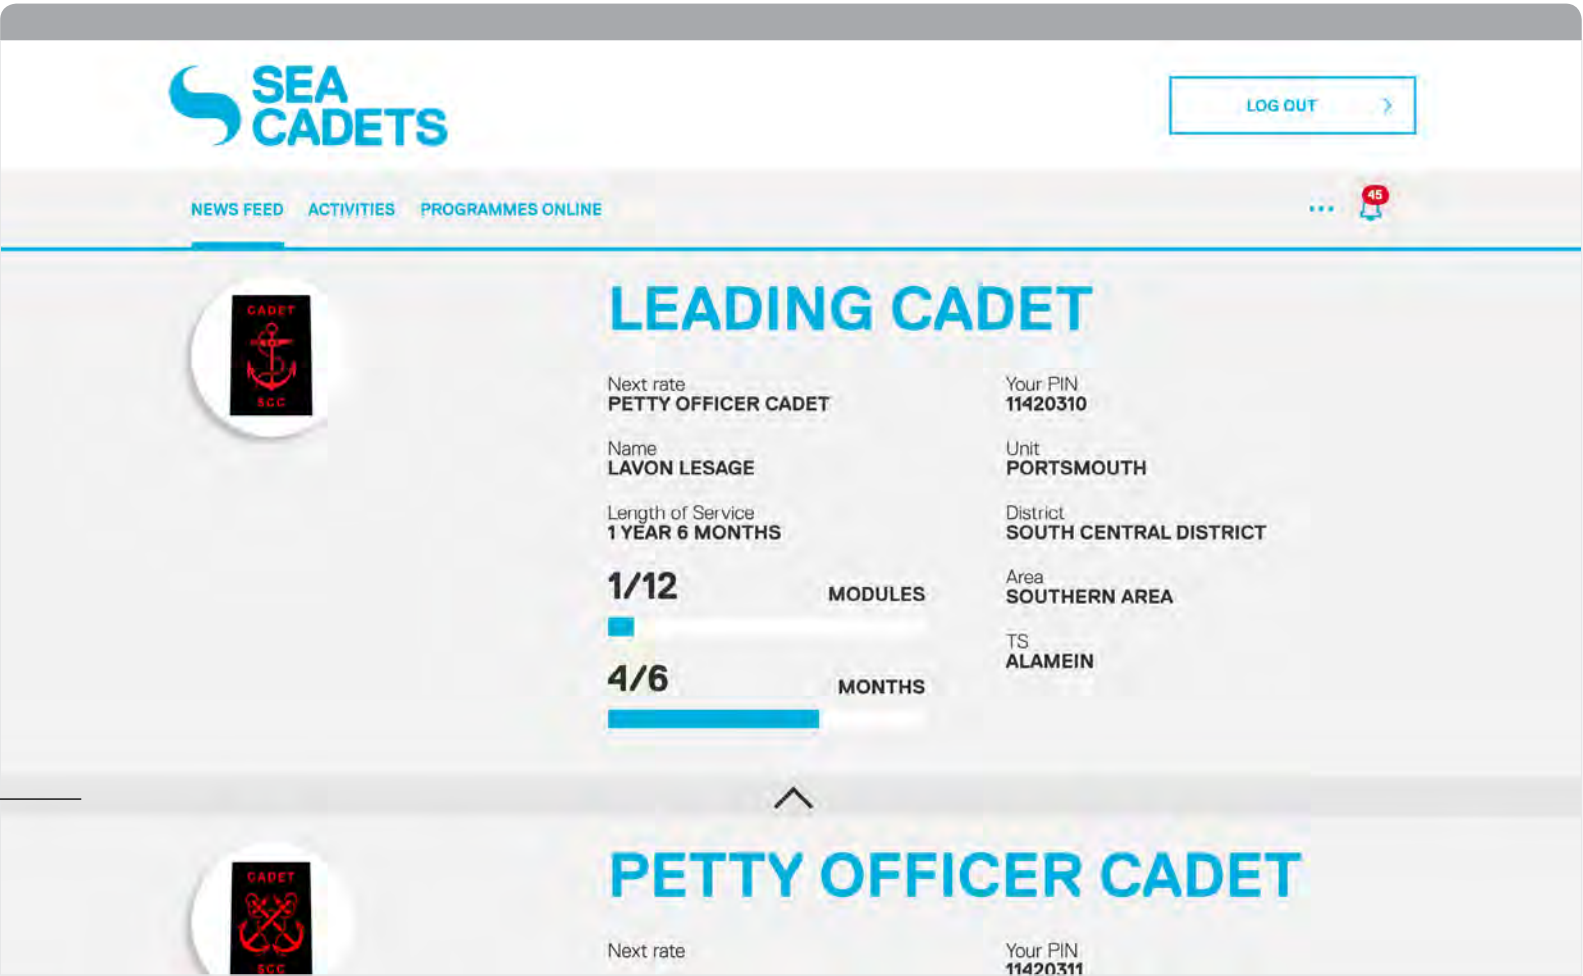 SEA
CADETS
LOG OUT
NEWS FEED ACTIVITIES PROGRAMMES ONLINE
45
CADET
SCC
LEADING CADET
Next rate
PETTY OFFICER CADET
Name
LAVON LESAGE
Length of Service
1 YEAR 6 MONTHS
1/12 MODULES
4/6 MONTHS
Your PIN
11420310
Unit
PORTSMOUTH
District
SOUTH CENTRAL DISTRICT
Area
SOUTHERN AREA
TS
ALAMEIN
CADET
SCC
PETTY OFFICER CADET
Next rate
Your PIN
11420311